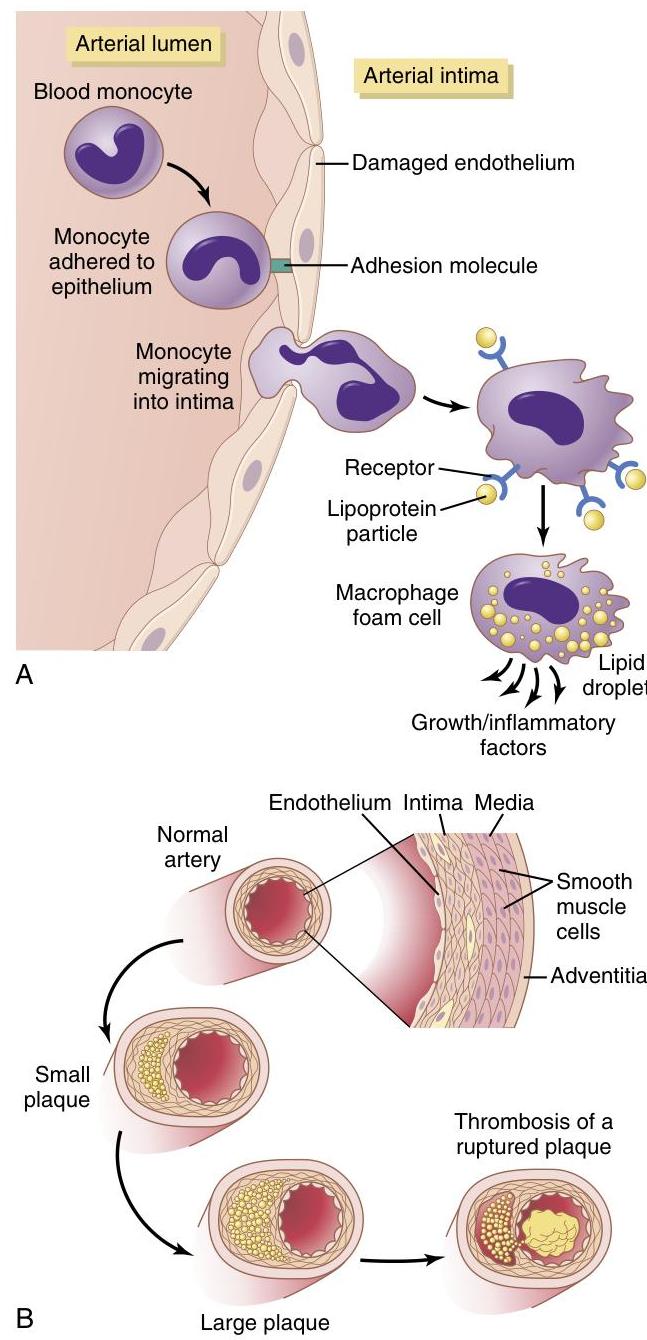 Arterial lumen
Arterial intima
Blood monocyte
Damaged endothelium
Monocyte
adhered to
epithelium
Adhesion molecule
Monocyte
migrating
into intima
Receptor
Lipoprotein
particle
Macrophage
foam cell
Lipid
droplet
A
Growth/inflammatory
factors
Endothelium Intima Media
Normal
artery
Smooth
muscle
cells
Adventitia
Small
plaque
Thrombosis of a
ruptured plaque
Large plaque
B